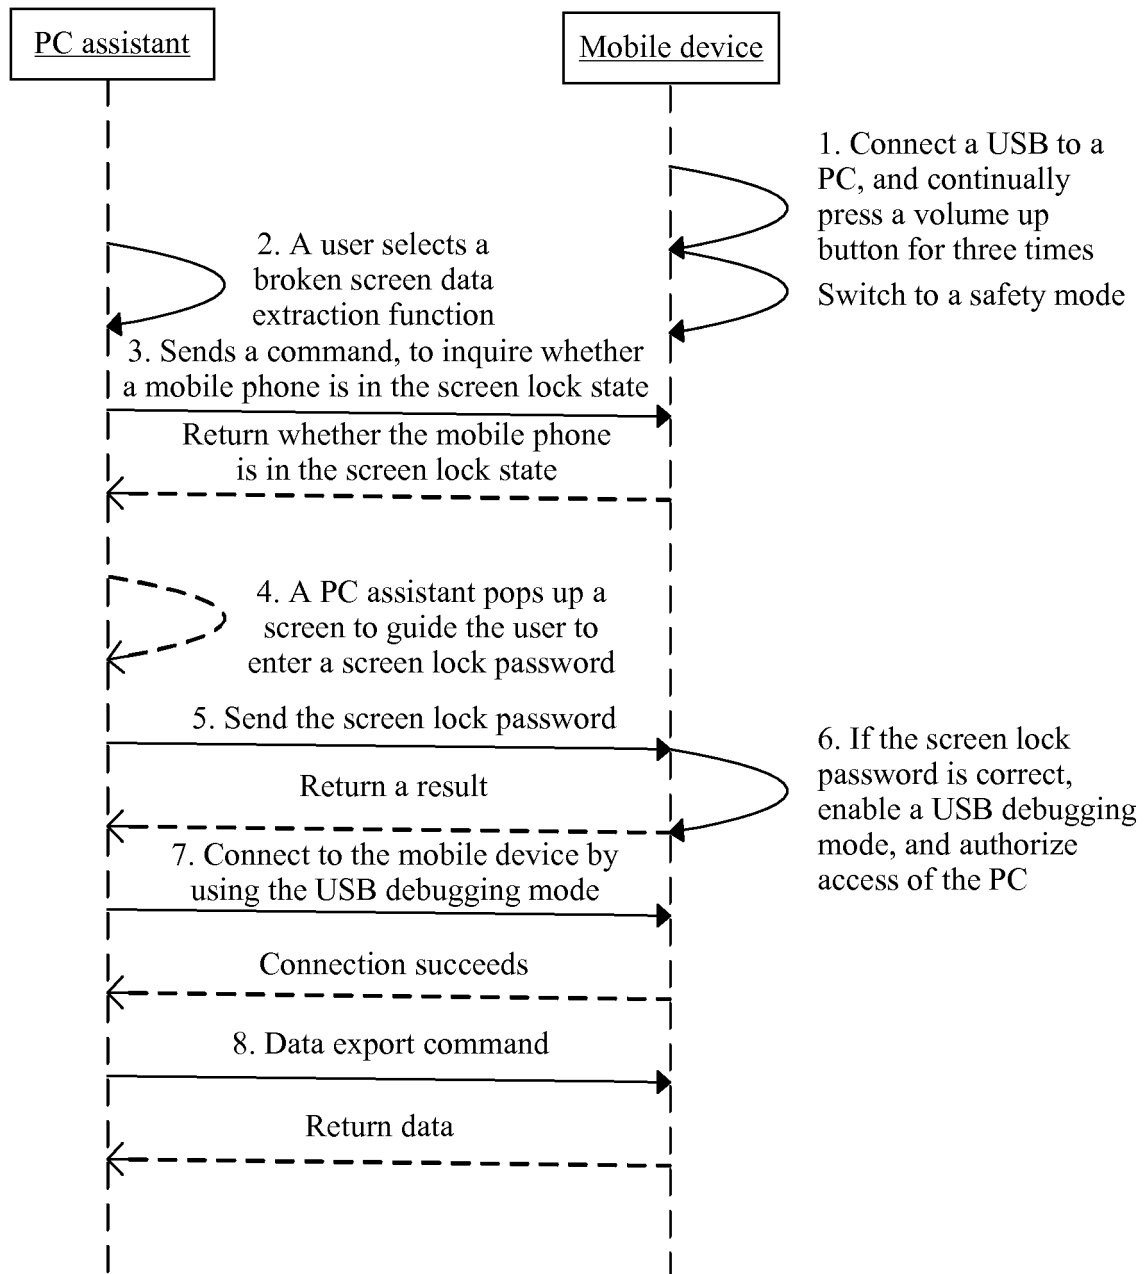 PC assistant
Mobile device
1. Connect a USB to a
PC, and continually
press a volume up
button for three times
2. A user selects a
broken screen data
extraction function
Switch to a safety mode
3. Sends a command, to inquire whether
a mobile phone is in the screen lock state
Return whether the mobile phone
is in the screen lock state
4. A PC assistant pops up a
screen to guide the user to
enter a screen lock password
5. Send the screen lock password
6. If the screen lock
password is correct,
enable a USB debugging
mode, and authorize
access of the PC
Return a result
7. Connect to the mobile device by
using the USB debugging mode
Connection succeeds
8. Data export command
Return data